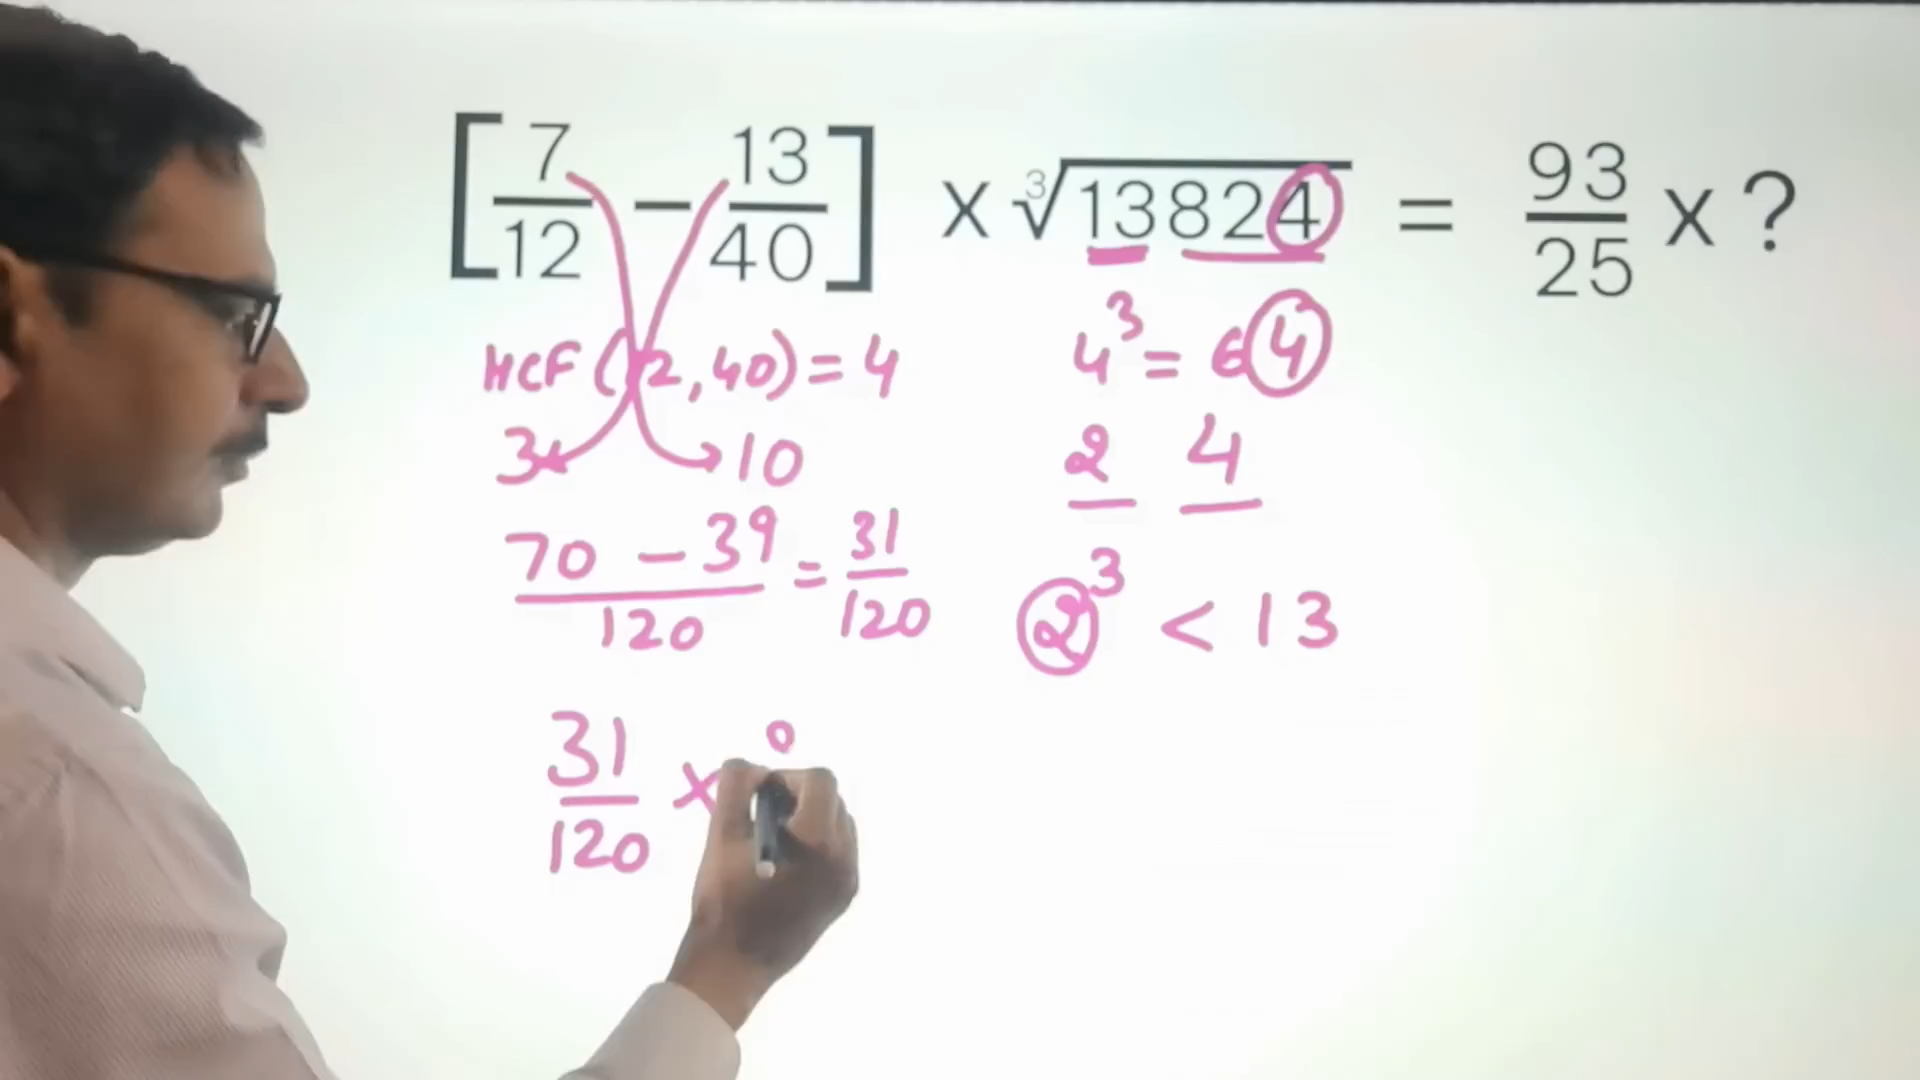 [7/12 − 13/40] x ∛13824 = 93/25 x ?
HCF (12, 40) = 4
4³ = 64
3 10
2 4
70 − 39 / 120 = 31/120
2³ < 13
31/120 ×